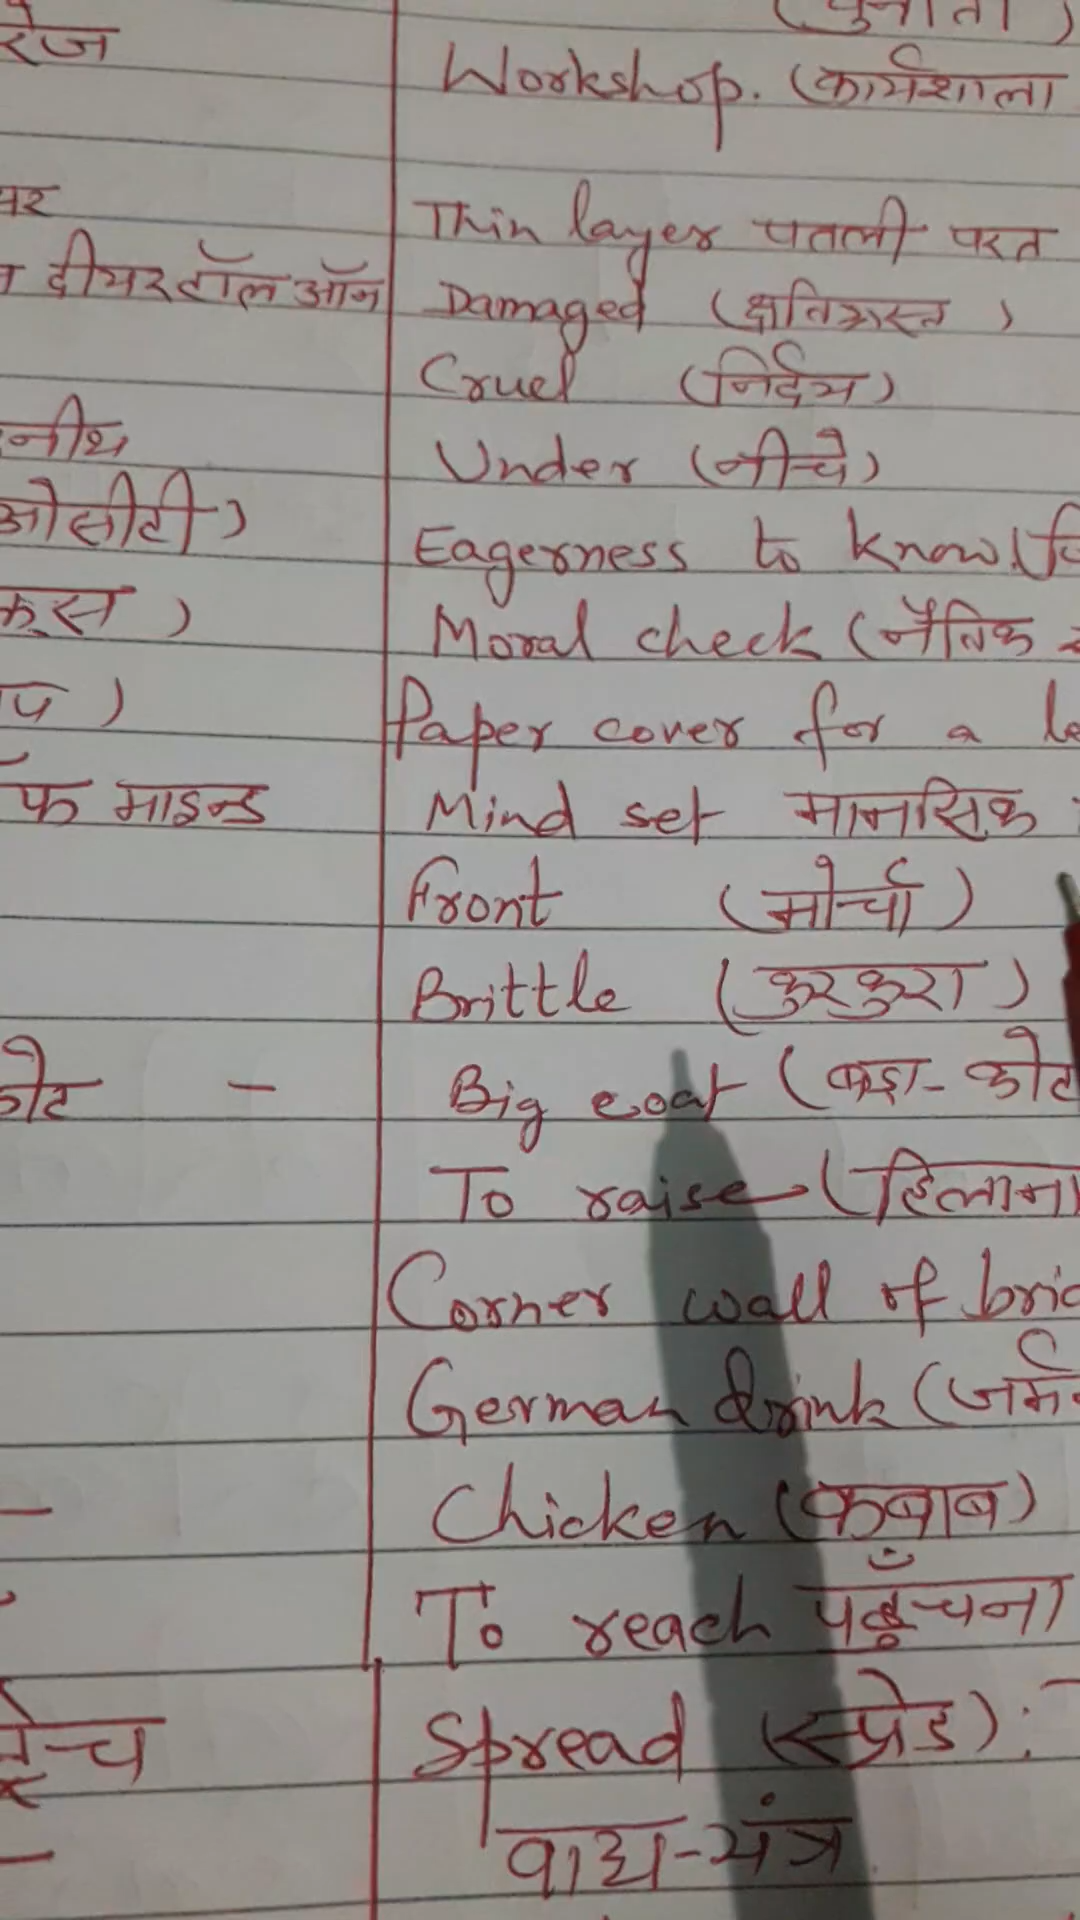 रेज Workshop. (कार्यशाला
Thin layer पतली परत
दीयरटॉल ऑन Damaged (क्षतिग्रस्त)
Cruel (निर्दय)
Under (नीचे)
ओसीटी) Eagerness to know
Moral check (नैतिक
Paper cover for a
माइन्ड Mind set मानसिक
Front (मोर्चा)
Brittle (कुरकुरा)
- Big coat (बड़ा-कोट
To raise (हिलाना)
Corner wall of
German drink
- Chicken (कबाब)
To reach पहुँचना
Spread (स्प्रेड):
- वाद्य-यंत्र